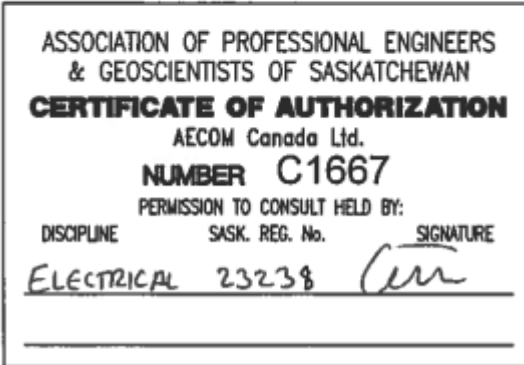 ASSOCIATION OF PROFESSIONAL ENGINEERS
& GEOSCIENTISTS OF SASKATCHEWAN
CERTIFICATE OF AUTHORIZATION
AECOM Canada Ltd.
NUMBER C1667
PERMISSION TO CONSULT HELD BY:
DISCIPLINE SASK. REG. No. SIGNATURE
ELECTRICAL 23238